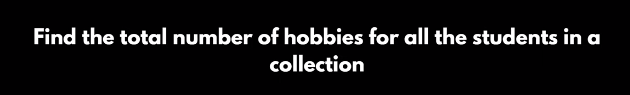 Find the total number of hobbies for all the students in a
collection